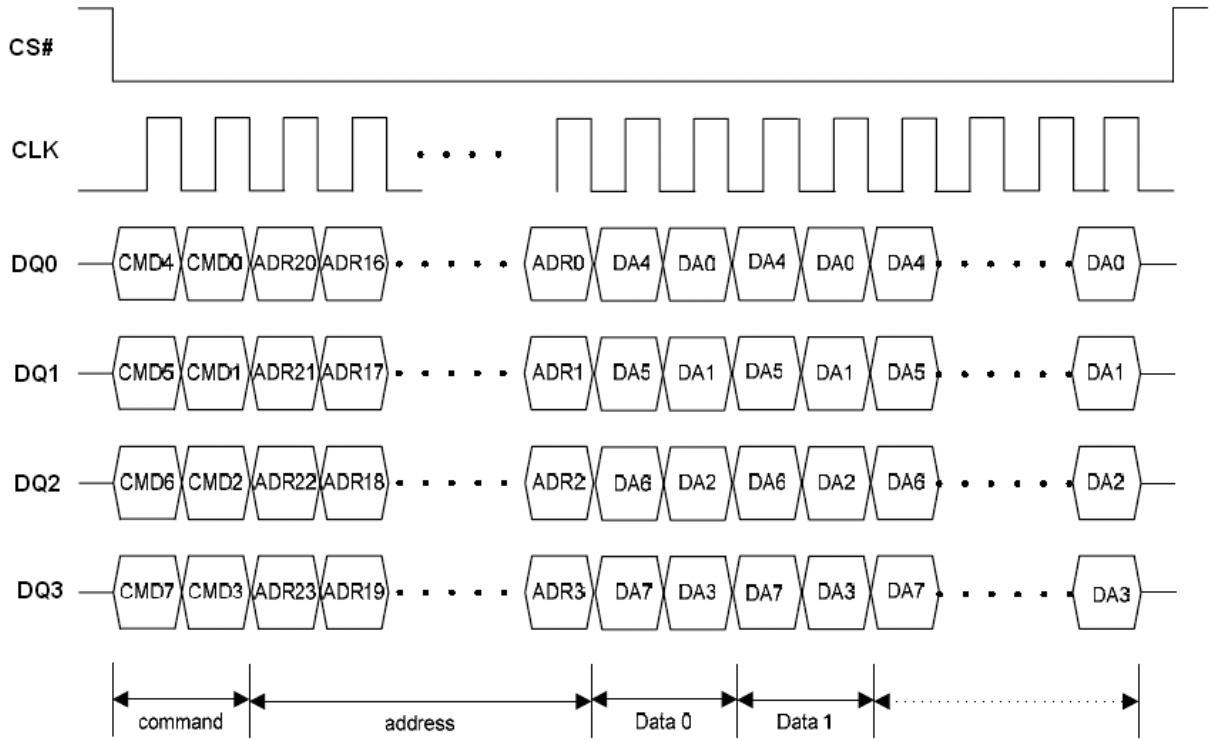 CS#
CLK
DQ0 CMD4 CMD0 ADR20 ADR16 ADR0 DA4 DA0 DA4 DA0 DA4 DA0
DQ1 CMD5 CMD1 ADR21 ADR17 ADR1 DA5 DA1 DA5 DA1 DA5 DA1
DQ2 CMD6 CMD2 ADR22 ADR18 ADR2 DA6 DA2 DA6 DA2 DA6 DA2
DQ3 CMD7 CMD3 ADR23 ADR19 ADR3 DA7 DA3 DA7 DA3 DA7 DA3
command address Data 0 Data 1